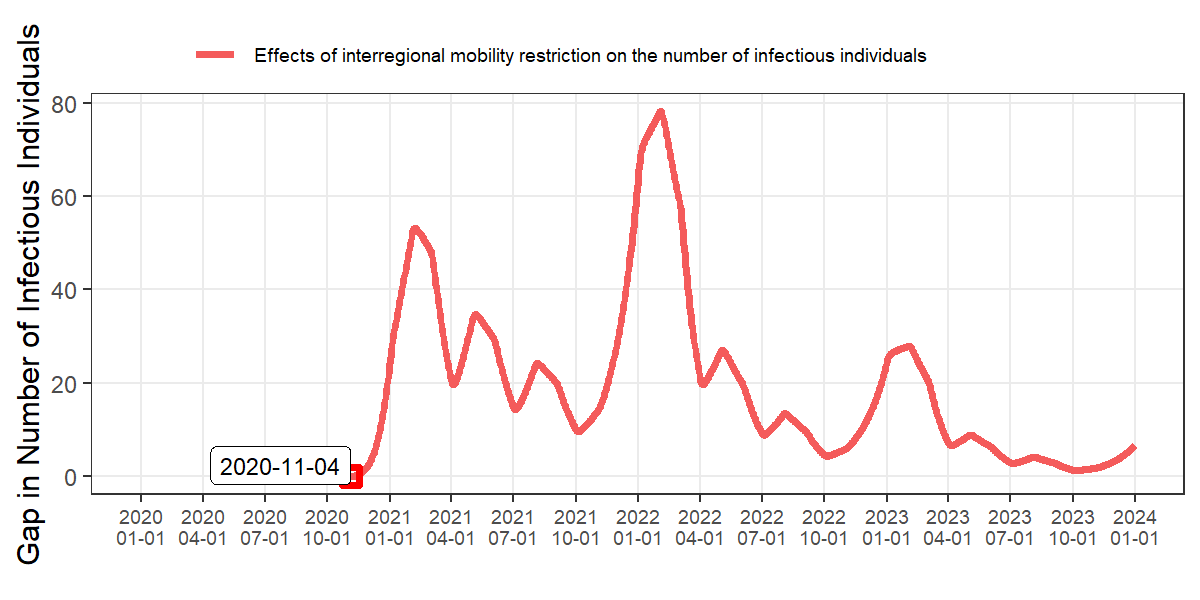 Effects of interregional mobility restriction on the number of infectious individuals
Gap in Number of Infectious Individuals
80
60
40
20
0
2020-11-04
2020 2020 2020 2020 2021 2021 2021 2021 2022 2022 2022 2022 2023 2023 2023 2023 2024
01-01 04-01 07-01 10-01 01-01 04-01 07-01 10-01 01-01 04-01 07-01 10-01 01-01 04-01 07-01 10-01 01-01